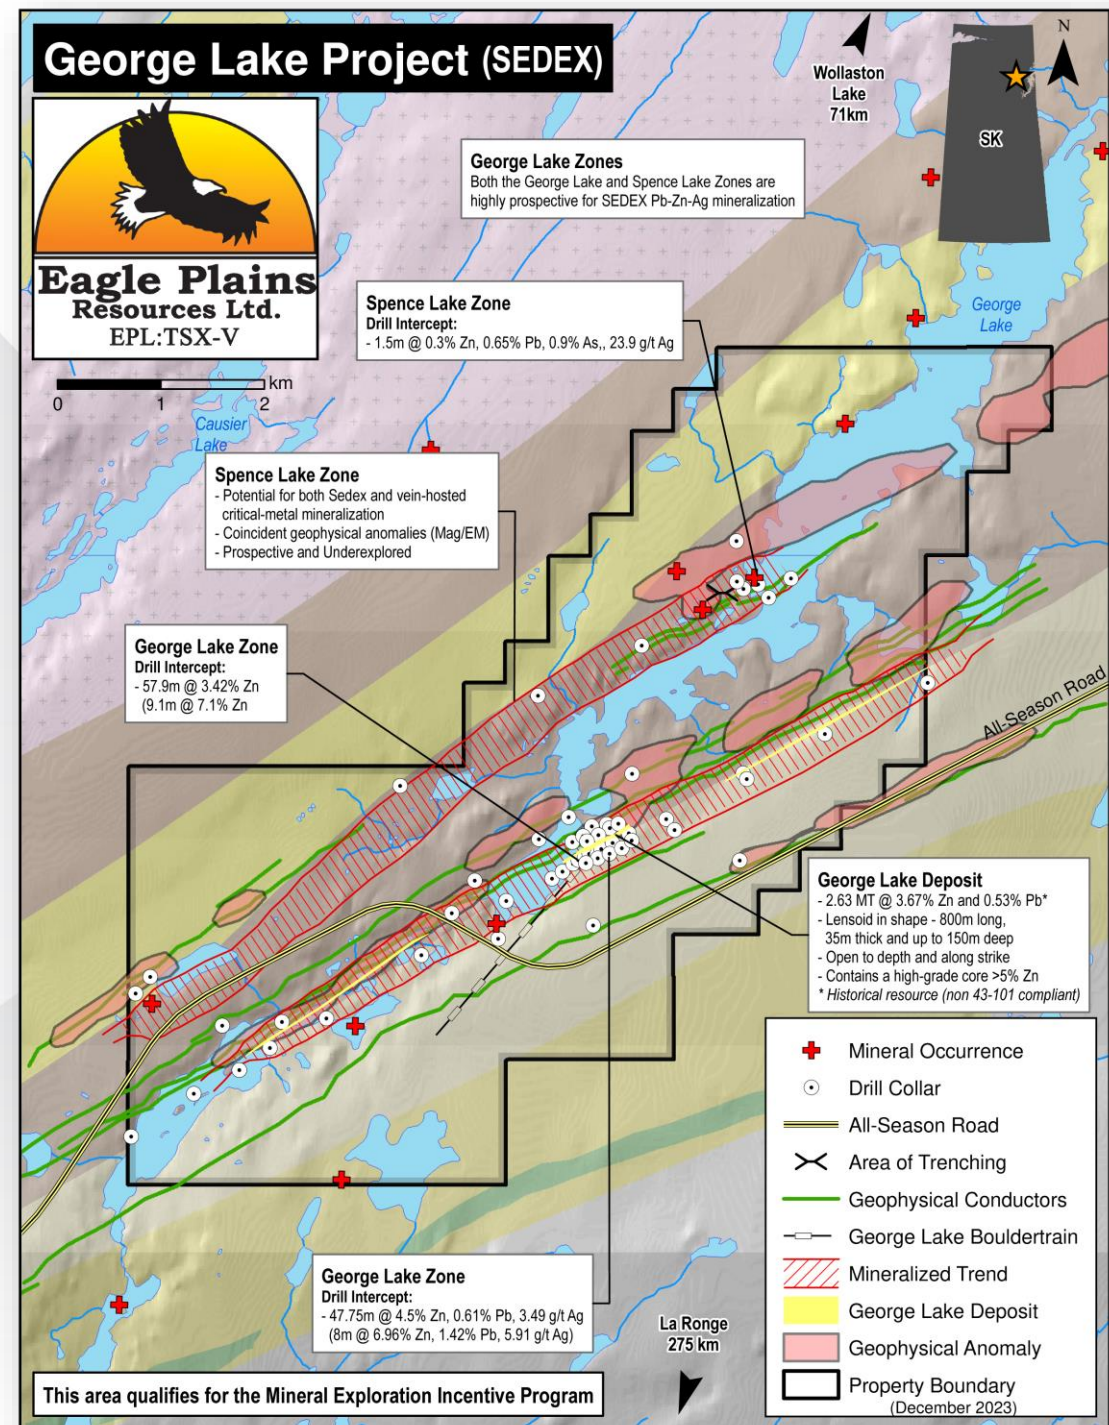 George Lake Project (SEDEX)
Eagle Plains
Resources Ltd.
EPL:TSX-V
km
0 1 2
Wollaston
Lake
71km
N
SK
George Lake Zones
Both the George Lake and Spence Lake Zones are
highly prospective for SEDEX Pb-Zn-Ag mineralization
Spence Lake Zone
Drill Intercept:
- 1.5m @ 0.3% Zn, 0.65% Pb, 0.9% As,, 23.9 g/t Ag
George
Lake
Causier
Lake
Spence Lake Zone
- Potential for both Sedex and vein-hosted
critical-metal mineralization
- Coincident geophysical anomalies (Mag/EM)
- Prospective and Underexplored
George Lake Zone
Drill Intercept:
- 57.9m @ 3.42% Zn
(9.1m @ 7.1% Zn
All-Season Road
George Lake Deposit
- 2.63 MT @ 3.67% Zn and 0.53% Pb*
- Lensoid in shape - 800m long,
35m thick and up to 150m deep
- Open to depth and along strike
- Contains a high-grade core >5% Zn
* Historical resource (non 43-101 compliant)
Mineral Occurrence
Drill Collar
All-Season Road
Area of Trenching
Geophysical Conductors
George Lake Bouldertrain
Mineralized Trend
George Lake Deposit
Geophysical Anomaly
Property Boundary
(December 2023)
George Lake Zone
Drill Intercept:
- 47.75m @ 4.5% Zn, 0.61% Pb, 3.49 g/t Ag
(8m @ 6.96% Zn, 1.42% Pb, 5.91 g/t Ag)
La Ronge
275 km
This area qualifies for the Mineral Exploration Incentive Program